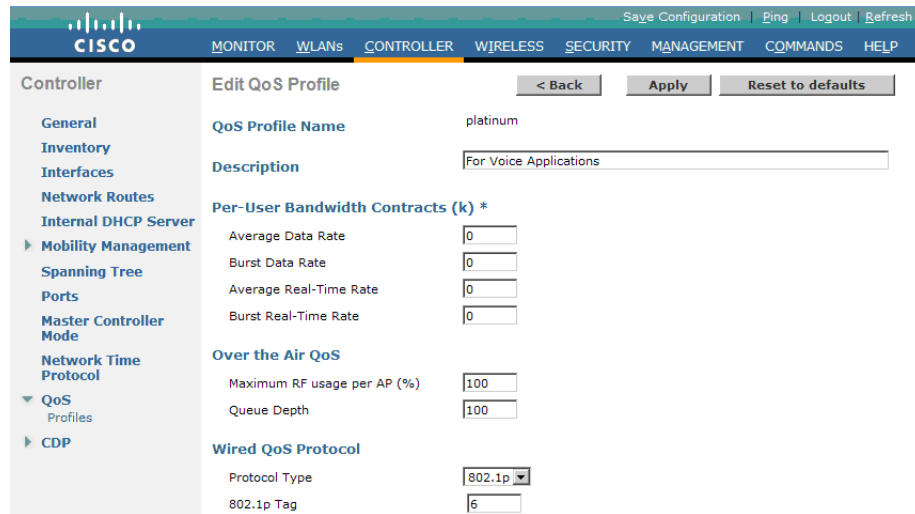 Save Configuration | Ping | Logout | Refresh
CISCO
MONITOR WLANs CONTROLLER WIRELESS SECURITY MANAGEMENT COMMANDS HELP
Controller
General
Inventory
Interfaces
Network Routes
Internal DHCP Server
Mobility Management
Spanning Tree
Ports
Master Controller
Mode
Network Time
Protocol
QoS
Profiles
CDP
Edit QoS Profile
< Back
Apply
Reset to defaults
QoS Profile Name platinum
Description For Voice Applications
Per-User Bandwidth Contracts (k) *
Average Data Rate 0
Burst Data Rate 0
Average Real-Time Rate 0
Burst Real-Time Rate 0
Over the Air QoS
Maximum RF usage per AP (%) 100
Queue Depth 100
Wired QoS Protocol
Protocol Type 802.1p
802.1p Tag 6